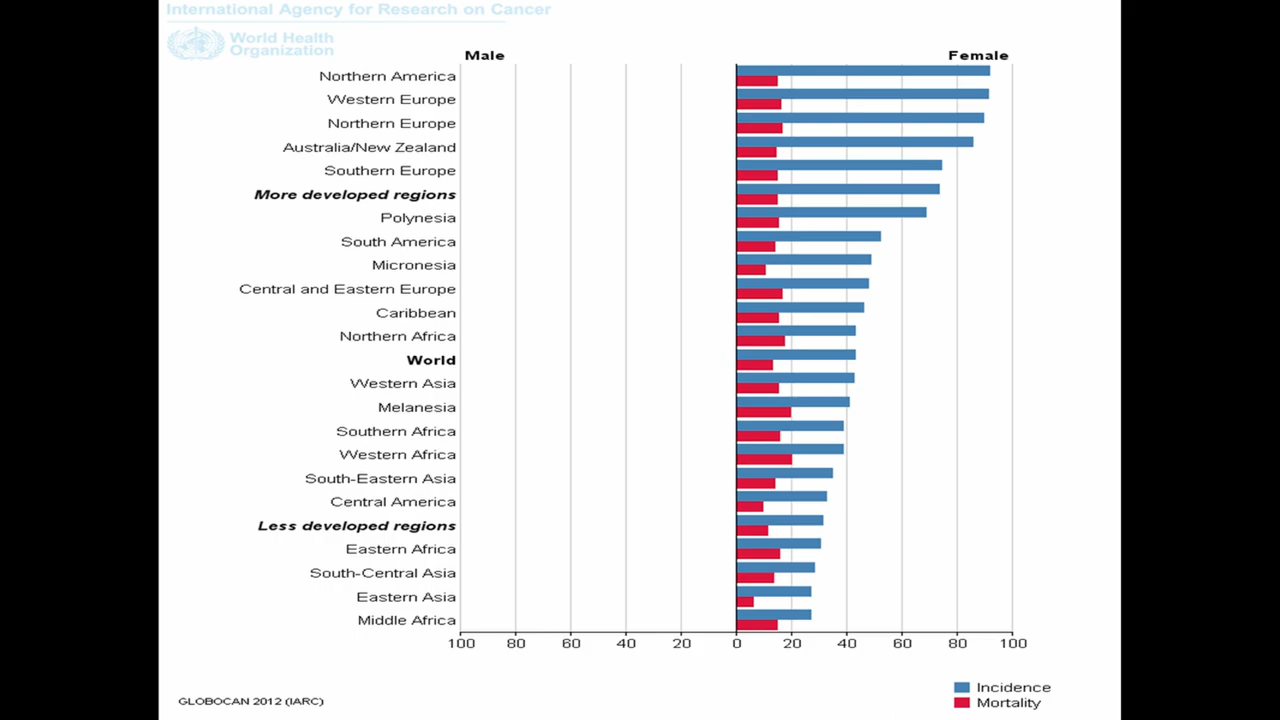 International Agency for Research on Cancer
World Health
Organization
Male
Female
Northern America
Western Europe
Northern Europe
Australia/New Zealand
Southern Europe
More developed regions
Polynesia
South America
Micronesia
Central and Eastern Europe
Caribbean
Northern Africa
World
Western Asia
Melanesia
Southern Africa
Western Africa
South-Eastern Asia
Central America
Less developed regions
Eastern Africa
South-Central Asia
Eastern Asia
Middle Africa
100 80 60 40 20 0 20 40 60 80 100
Incidence
Mortality
GLOBOCAN 2012 (IARC)